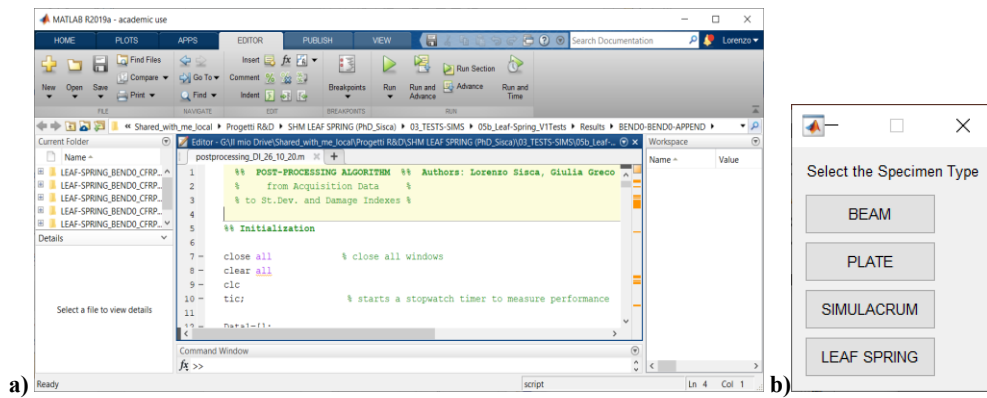 MATLAB R2019a - academic use
HOME PLOTS APPS EDITOR PUBLISH VIEW Search Documentation Lorenzo
New Open Save Find Files Compare Print Go To Find Insert fx Comment Indent Breakpoints Run Run and Advance Run Section Advance Run and Time
FILE NAVIGATE EDIT BREAKPOINTS RUN
« Shared_with_me_local Progetti R&D SHM LEAF SPRING (PhD_Sisca) 03_TESTS-SIMS 05b_Leaf-Spring_V1Tests Results BEND0-BEND0-APPEND
Current Folder
Name
LEAF-SPRING_BEND0_CFRP...
LEAF-SPRING_BEND0_CFRP...
LEAF-SPRING_BEND0_CFRP...
LEAF-SPRING_BEND0_CFRP...
LEAF-SPRING_BEND0_CFRP...
Details
Select a file to view details
Editor - G:\Il mio Drive\Shared_with_me_local\Progetti R&D\SHM LEAF SPRING (PhD_Sisca)\03_TESTS-SIMS\05b_Leaf-...
postprocessing_DI_26_10_20.m
1 %% POST-PROCESSING ALGORITHM %% Authors: Lorenzo Sisca, Giulia Greco
2 % from Acquisition Data %
3 % to St.Dev. and Damage Indexes %
4
5 %% Initialization
6
7 - close all % close all windows
8 - clear all
9 - clc
10 - tic; % starts a stopwatch timer to measure performance
11
12 - Data1=[];
Command Window
fx >>
Workspace
Name Value
Ready script Ln 4 Col 1
a)
Select the Specimen Type
BEAM
PLATE
SIMULACRUM
LEAF SPRING
b)